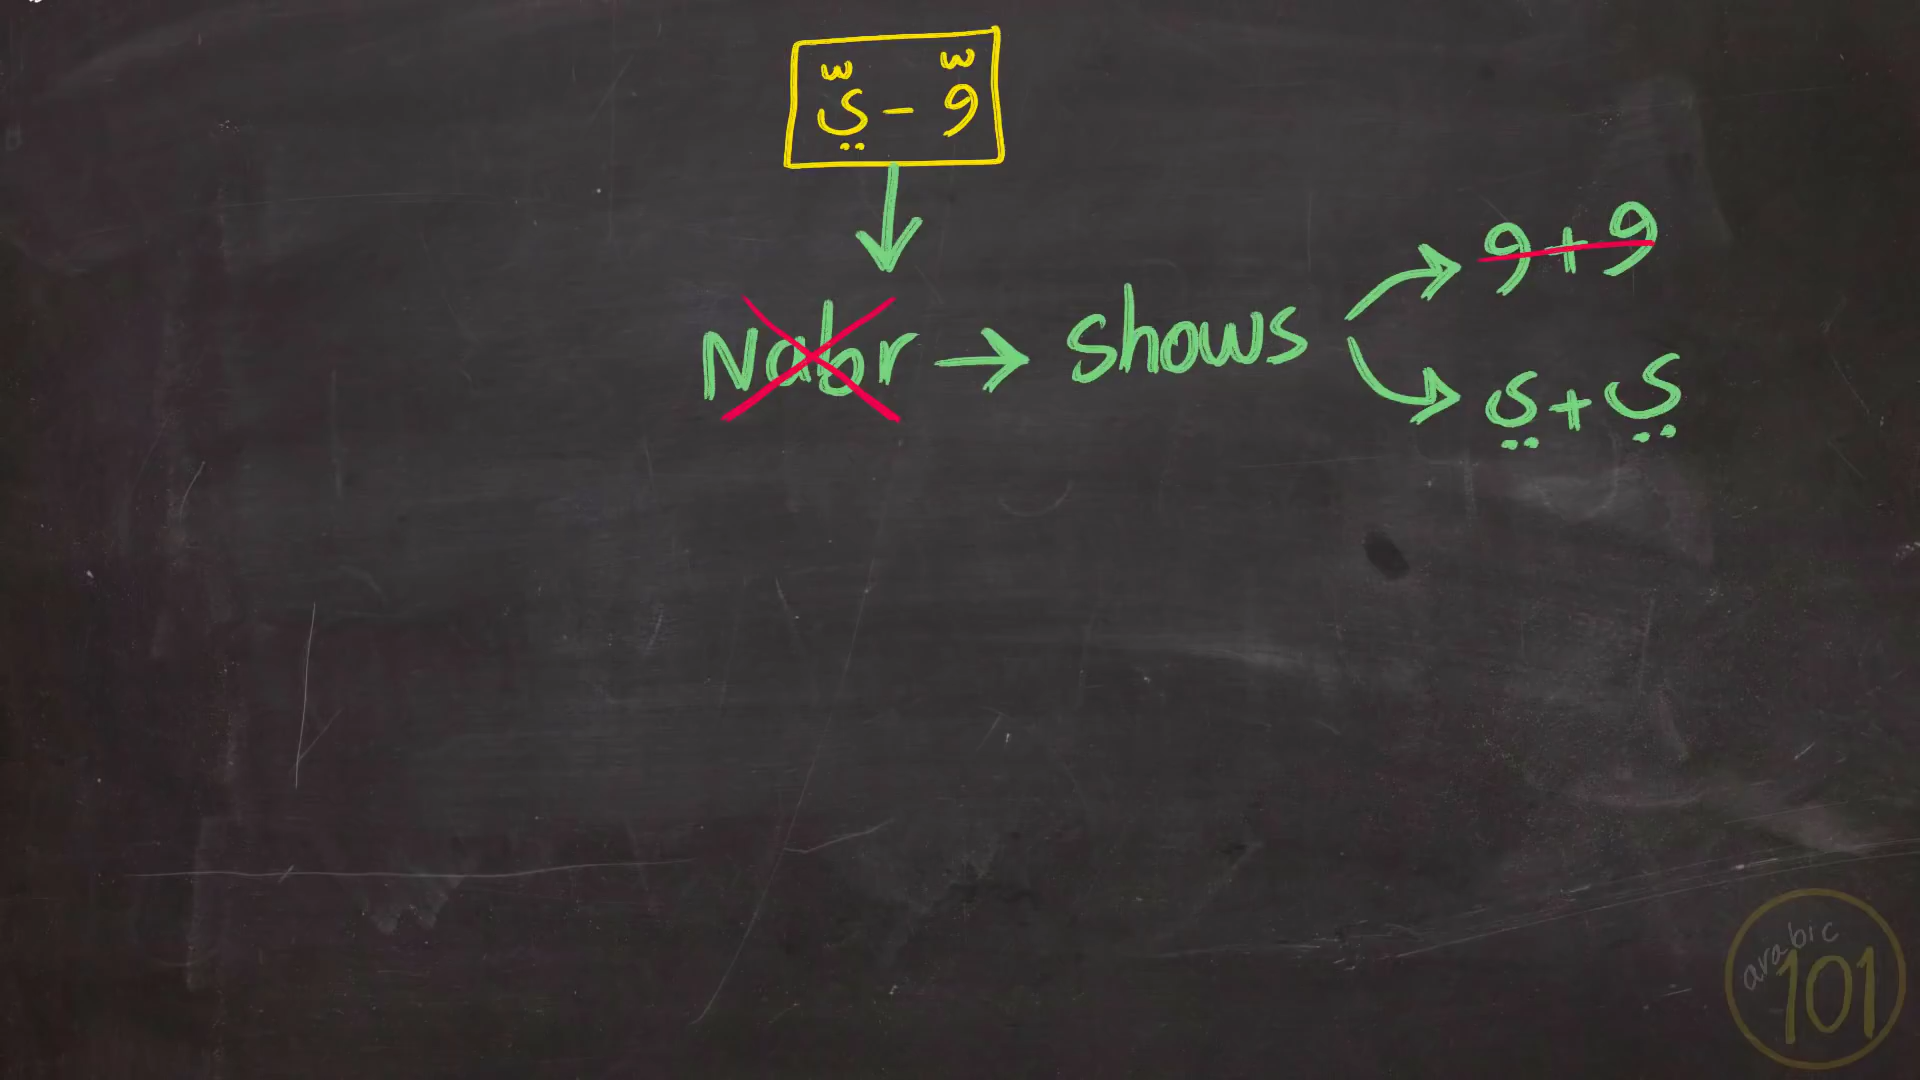 وّ - يّ
Nabr → shows
و + و
ي + ي
arabic
101